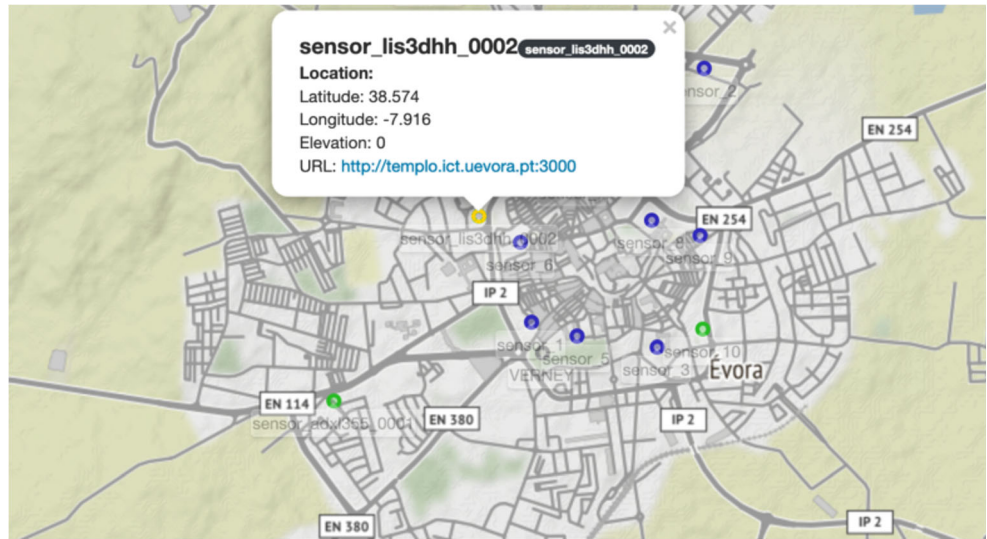 sensor_lis3dhh_0002 sensor_lis3dhh_0002
×
Location:
Latitude: 38.574
Longitude: -7.916
Elevation: 0
URL: http://templo.ict.uevora.pt:3000
ensor_2
EN 254
EN 254
sensor_lis3dhh_0002
sensor_8
sensor_9
sensor_6
IP 2
sensor_1
sensor_5
sensor_10
sensor_3
VERNEY
Évora
EN 114
EN 380
IP 2
sensor_adxl355_0001
EN 380
IP 2